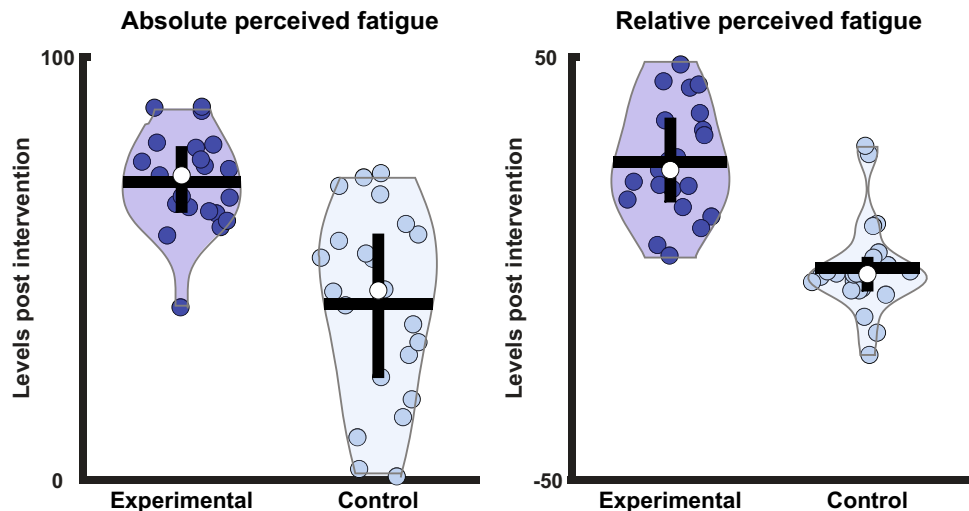 Absolute perceived fatigue
100
Levels post intervention
0
Experimental Control
Relative perceived fatigue
50
Levels post intervention
-50
Experimental Control